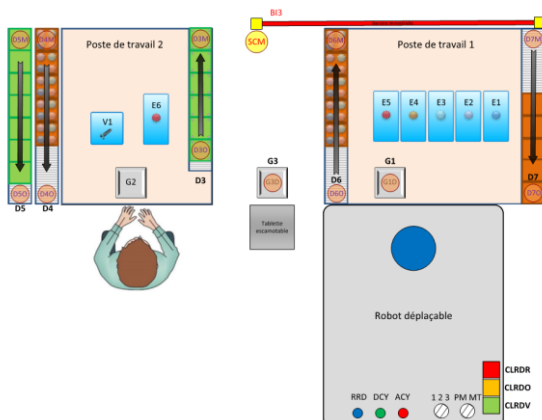 BI3
D5M
D4M
Poste de travail 2
D3M
SCM
D6M
Poste de travail 1
D7M
E6
V1
E5
E4
E3
E2
E1
D3O
G2
D3
G3
G1
G3O
G1O
D5O
D4O
D6
D6O
D7
D7O
D5
D4
Tablette
escamotable
Robot déplaçable
CLRDR
CLRDO
CLRDV
RRD DCY ACY
1 2 3 PM MT